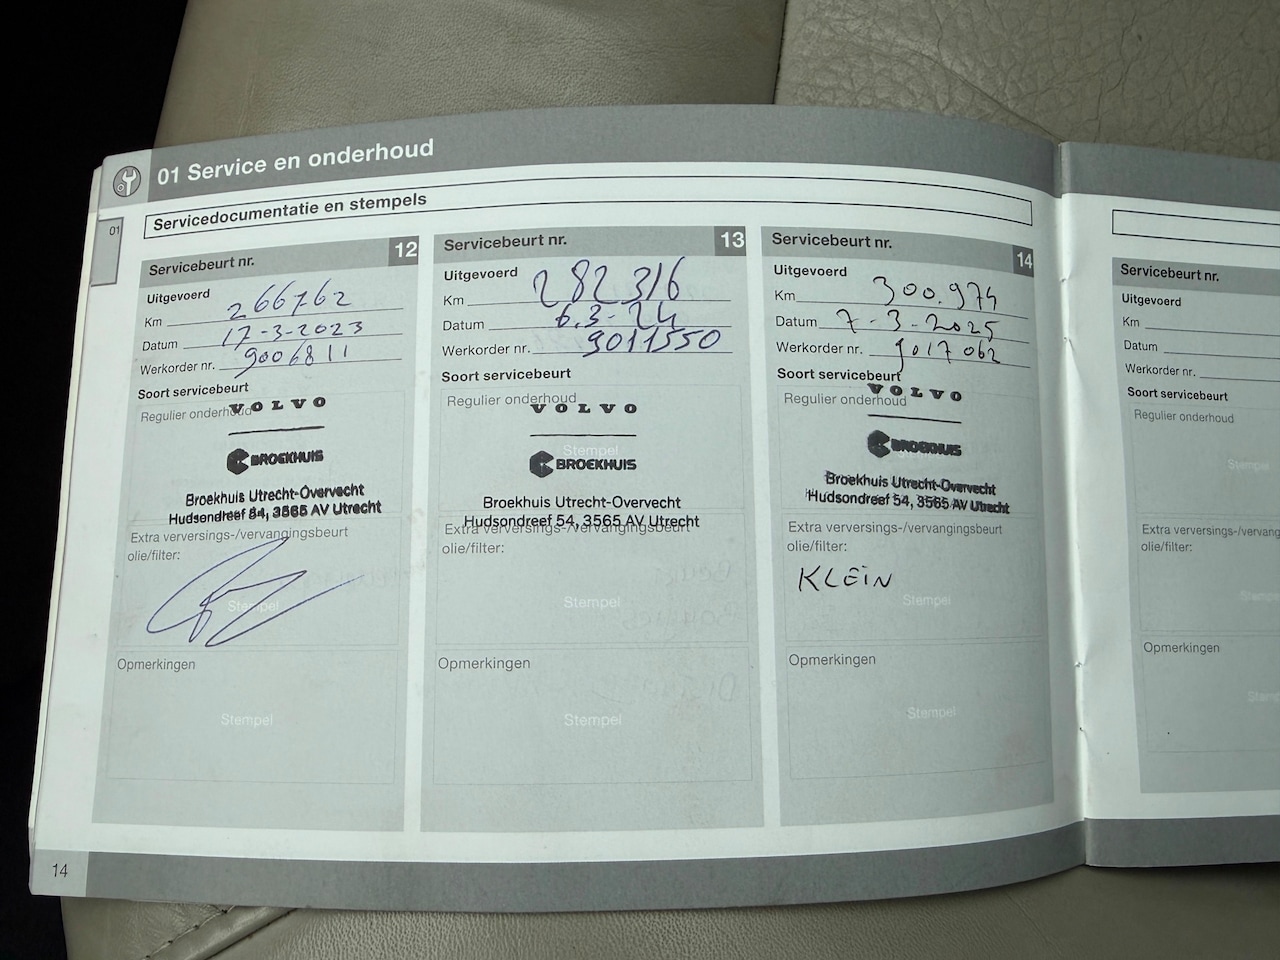 01 Service en onderhoud
01
Servicedocumentatie en stempels
Servicebeurt nr. 12
Uitgevoerd
Km 266762
Datum 17-3-2023
Werkorder nr. 9006811
Soort servicebeurt
Regulier onderhoud
VOLVO
BROEKHUIS
Broekhuis Utrecht-Overvecht
Hudsondreef 54, 3565 AV Utrecht
Extra verversings-/vervangingsbeurt
olie/filter:
Stempel
Opmerkingen
Stempel
Servicebeurt nr. 13
Uitgevoerd
Km 282316
Datum 6.3-24
Werkorder nr. 9011550
Soort servicebeurt
Regulier onderhoud
VOLVO
Stempel
BROEKHUIS
Broekhuis Utrecht-Overvecht
Hudsondreef 54, 3565 AV Utrecht
Extra verversings-/vervangingsbeurt
olie/filter:
Stempel
Opmerkingen
Stempel
Servicebeurt nr. 14
Uitgevoerd
Km 300.974
Datum 7-3-2025
Werkorder nr. 9017062
Soort servicebeurt
Regulier onderhoud
VOLVO
BROEKHUIS
Broekhuis Utrecht-Overvecht
Hudsondreef 54, 3565 AV Utrecht
Extra verversings-/vervangingsbeurt
olie/filter:
KLEIN
Stempel
Opmerkingen
Stempel
14
Servicebeurt nr.
Uitgevoerd
Km
Datum
Werkorder nr.
Soort servicebeurt
Regulier onderhoud
Stempel
Extra verversings-/vervang
olie/filter:
Opmerkingen